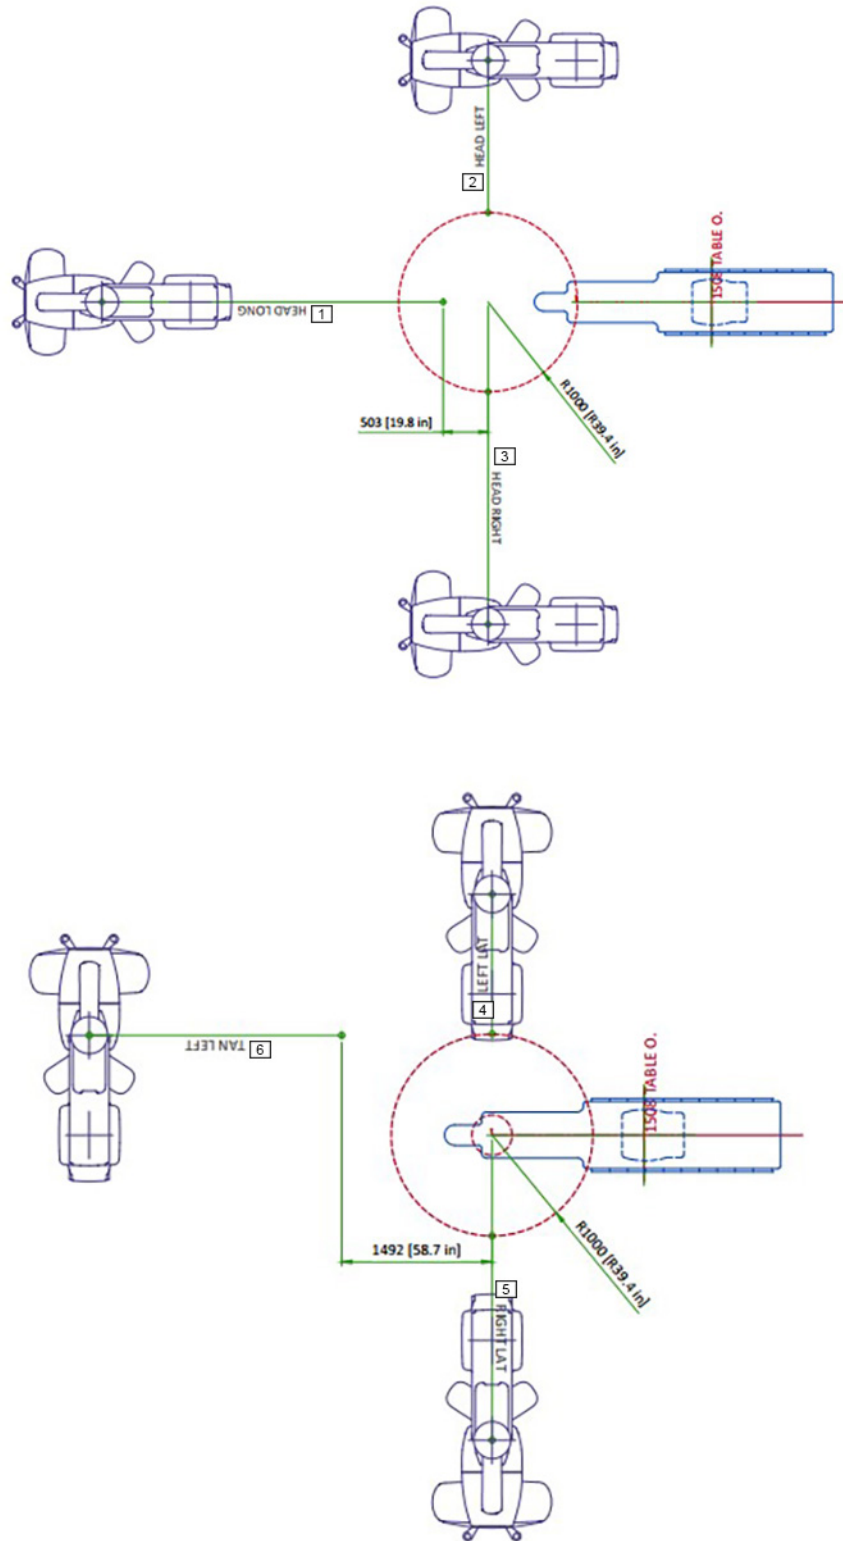 HEAD LEFT
2
1508 TABLE O.
HEAD LONG
1
R1000 [R39.4 in]
503 [19.8 in]
3
HEAD RIGHT
LEFT LAT
4
TAN LEFT
6
1508 TABLE O.
1492 [58.7 in]
R1000 [R39.4 in]
5
RIGHT LAT